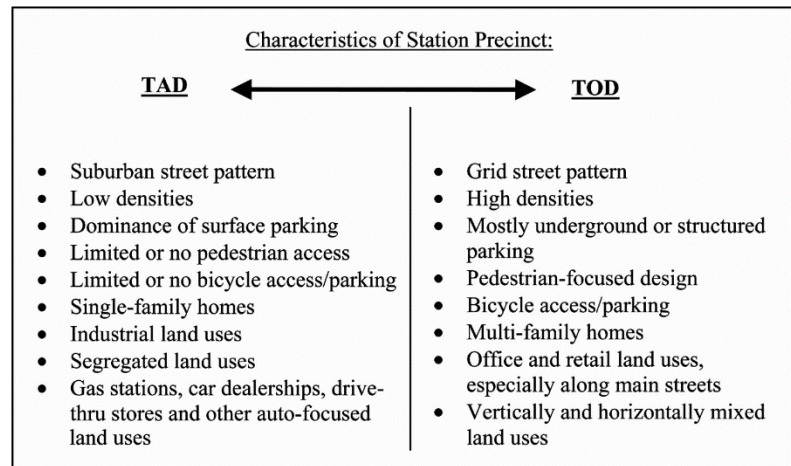 Characteristics of Station Precinct:
TAD
TOD
• Suburban street pattern
• Low densities
• Dominance of surface parking
• Limited or no pedestrian access
• Limited or no bicycle access/parking
• Single-family homes
• Industrial land uses
• Segregated land uses
• Gas stations, car dealerships, drive-
thru stores and other auto-focused
land uses
• Grid street pattern
• High densities
• Mostly underground or structured
parking
• Pedestrian-focused design
• Bicycle access/parking
• Multi-family homes
• Office and retail land uses,
especially along main streets
• Vertically and horizontally mixed
land uses